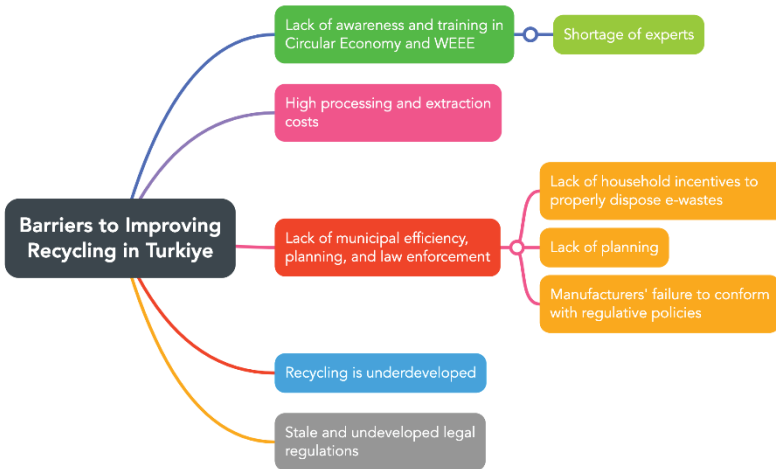 Lack of awareness and training in
Circular Economy and WEEE
Shortage of experts
High processing and extraction
costs
Barriers to Improving
Recycling in Turkiye
Lack of municipal efficiency,
planning, and law enforcement
Lack of household incentives to
properly dispose e-wastes
Lack of planning
Manufacturers' failure to conform
with regulative policies
Recycling is underdeveloped
Stale and undeveloped legal
regulations